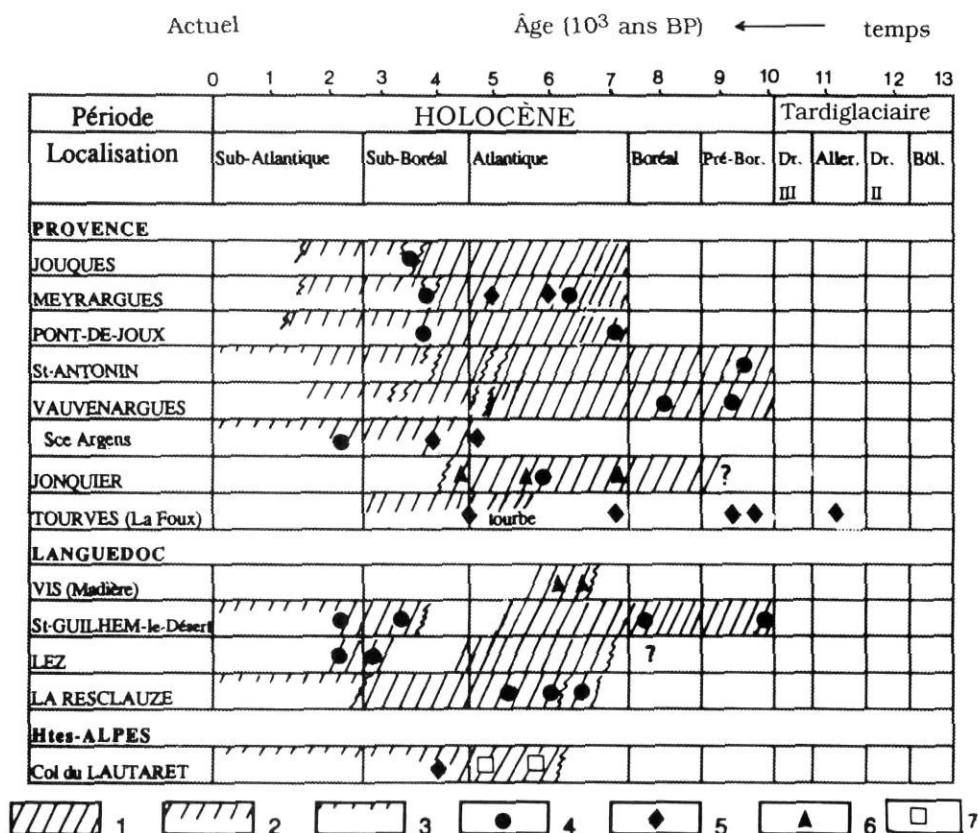 Actuel Âge (10³ ans BP) temps
0 1 2 3 4 5 6 7 8 9 10 11 12 13
Période HOLOCÈNE Tardiglaciaire
Localisation Sub-Atlantique Sub-Boréal Atlantique Boréal Pré-Bor. Dr. III Aller. Dr. II Böl.
PROVENCE
JOUQUES
MEYRARGUES
PONT-DE-JOUX
St-ANTONIN
VAUVENARGUES
Sce Argens
JONQUIER ?
TOURVES (La Foux) tourbe
LANGUEDOC
VIS (Madière)
St-GUILHEM-le-Désert
LEZ ?
LA RESCLAUZE
Htes-ALPES
Col du LAUTARET
1 2 3 4 5 6 7